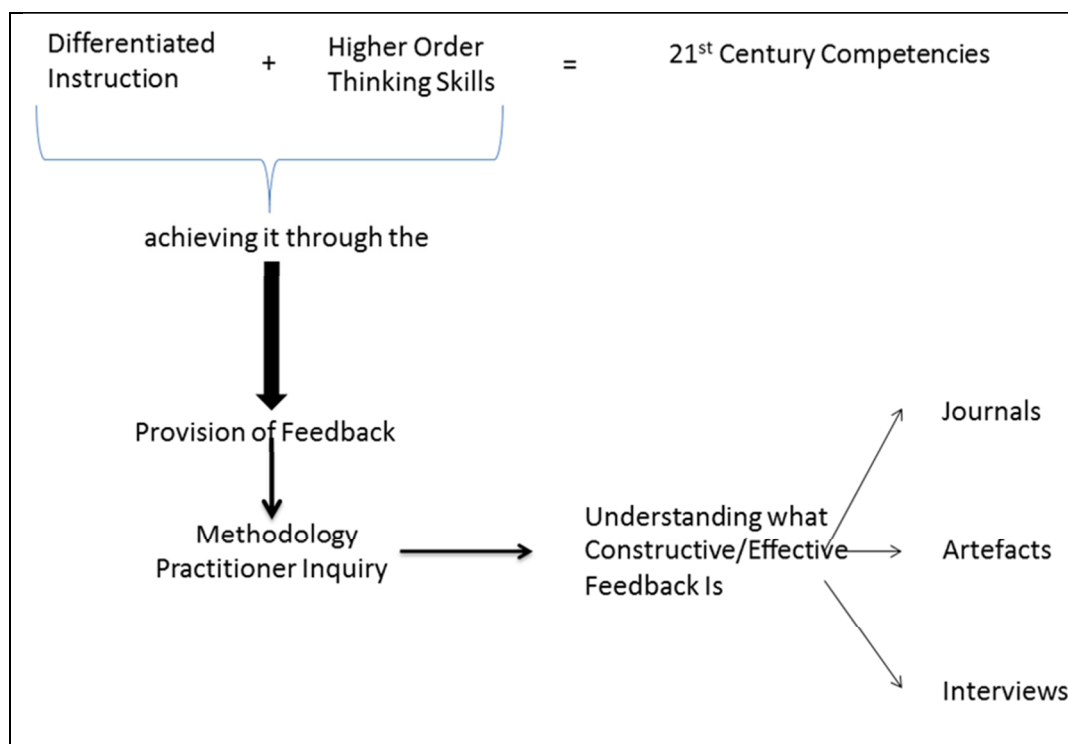 Differentiated
Instruction
+
Higher Order
Thinking Skills
=
21st Century Competencies
achieving it through the
Provision of Feedback
Methodology
Practitioner Inquiry
Understanding what
Constructive/Effective
Feedback Is
Journals
Artefacts
Interviews